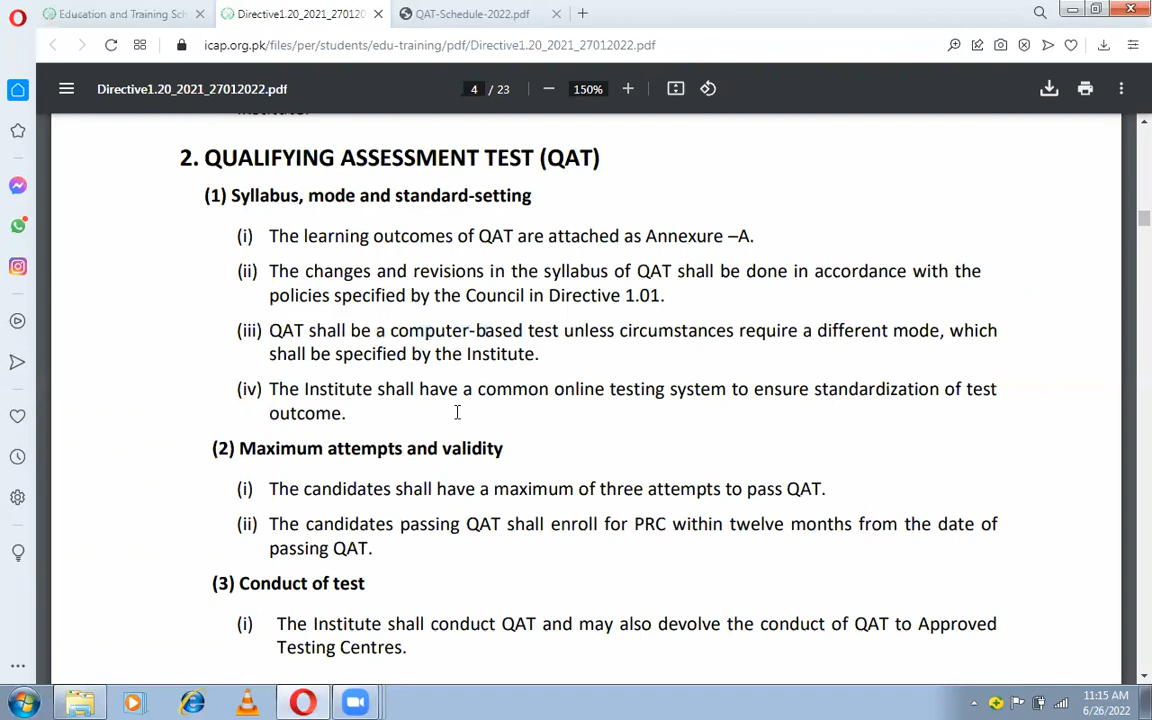 Education and Training Sch
Directive1.20_2021_270120
QAT-Schedule-2022.pdf
icap.org.pk/files/per/students/edu-training/pdf/Directive1.20_2021_27012022.pdf
Directive1.20_2021_27012022.pdf
4 / 23
150%
2. QUALIFYING ASSESSMENT TEST (QAT)
(1) Syllabus, mode and standard-setting
(i) The learning outcomes of QAT are attached as Annexure –A.
(ii) The changes and revisions in the syllabus of QAT shall be done in accordance with the
policies specified by the Council in Directive 1.01.
(iii) QAT shall be a computer-based test unless circumstances require a different mode, which
shall be specified by the Institute.
(iv) The Institute shall have a common online testing system to ensure standardization of test
outcome.
(2) Maximum attempts and validity
(i) The candidates shall have a maximum of three attempts to pass QAT.
(ii) The candidates passing QAT shall enroll for PRC within twelve months from the date of
passing QAT.
(3) Conduct of test
(i) The Institute shall conduct QAT and may also devolve the conduct of QAT to Approved
Testing Centres.
11:15 AM
6/26/2022